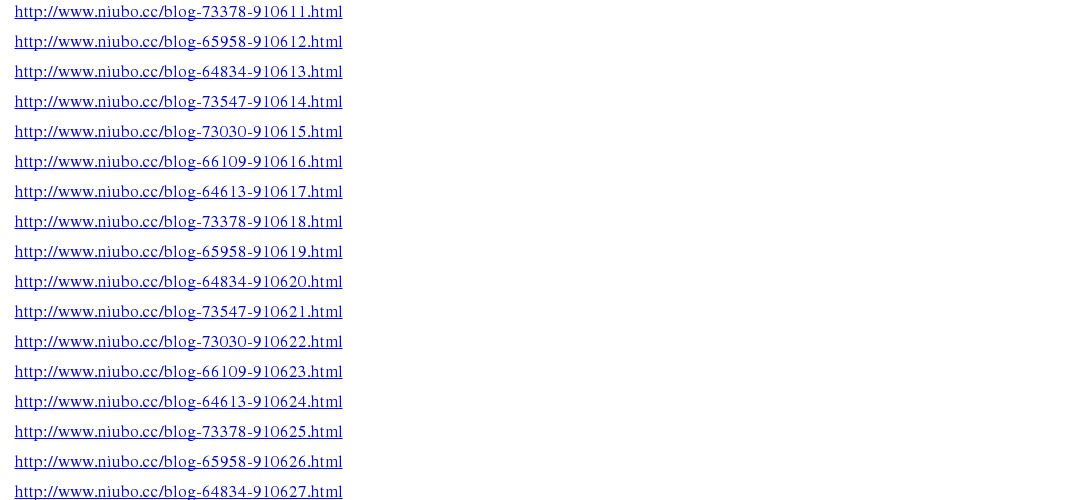 http://www.niubo.cc/blog-73378-910611.html
http://www.niubo.cc/blog-65958-910612.html
http://www.niubo.cc/blog-64834-910613.html
http://www.niubo.cc/blog-73547-910614.html
http://www.niubo.cc/blog-73030-910615.html
http://www.niubo.cc/blog-66109-910616.html
http://www.niubo.cc/blog-64613-910617.html
http://www.niubo.cc/blog-73378-910618.html
http://www.niubo.cc/blog-65958-910619.html
http://www.niubo.cc/blog-64834-910620.html
http://www.niubo.cc/blog-73547-910621.html
http://www.niubo.cc/blog-73030-910622.html
http://www.niubo.cc/blog-66109-910623.html
http://www.niubo.cc/blog-64613-910624.html
http://www.niubo.cc/blog-73378-910625.html
http://www.niubo.cc/blog-65958-910626.html
http://www.niubo.cc/blog-64834-910627.html